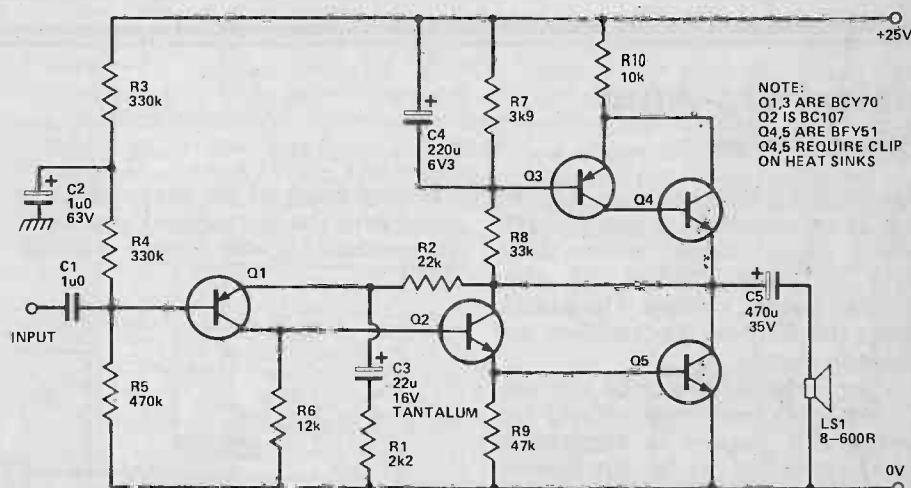 +25V
R3
330k
C2
1u0
63V
R4
330k
C1
1u0
INPUT
R5
470k
Q1
R6
12k
C3
22u
16V
TANTALUM
R1
2k2
R2
22k
C4
220u
6V3
R7
3k9
R8
33k
Q2
R9
47k
R10
10k
Q3
Q4
Q5
NOTE:
Q1,3 ARE BCY70
Q2 IS BC107
Q4,5 ARE BFY51
Q4,5 REQUIRE CLIP
ON HEAT SINKS
C5
470u
35V
LS1
8–600R
0V